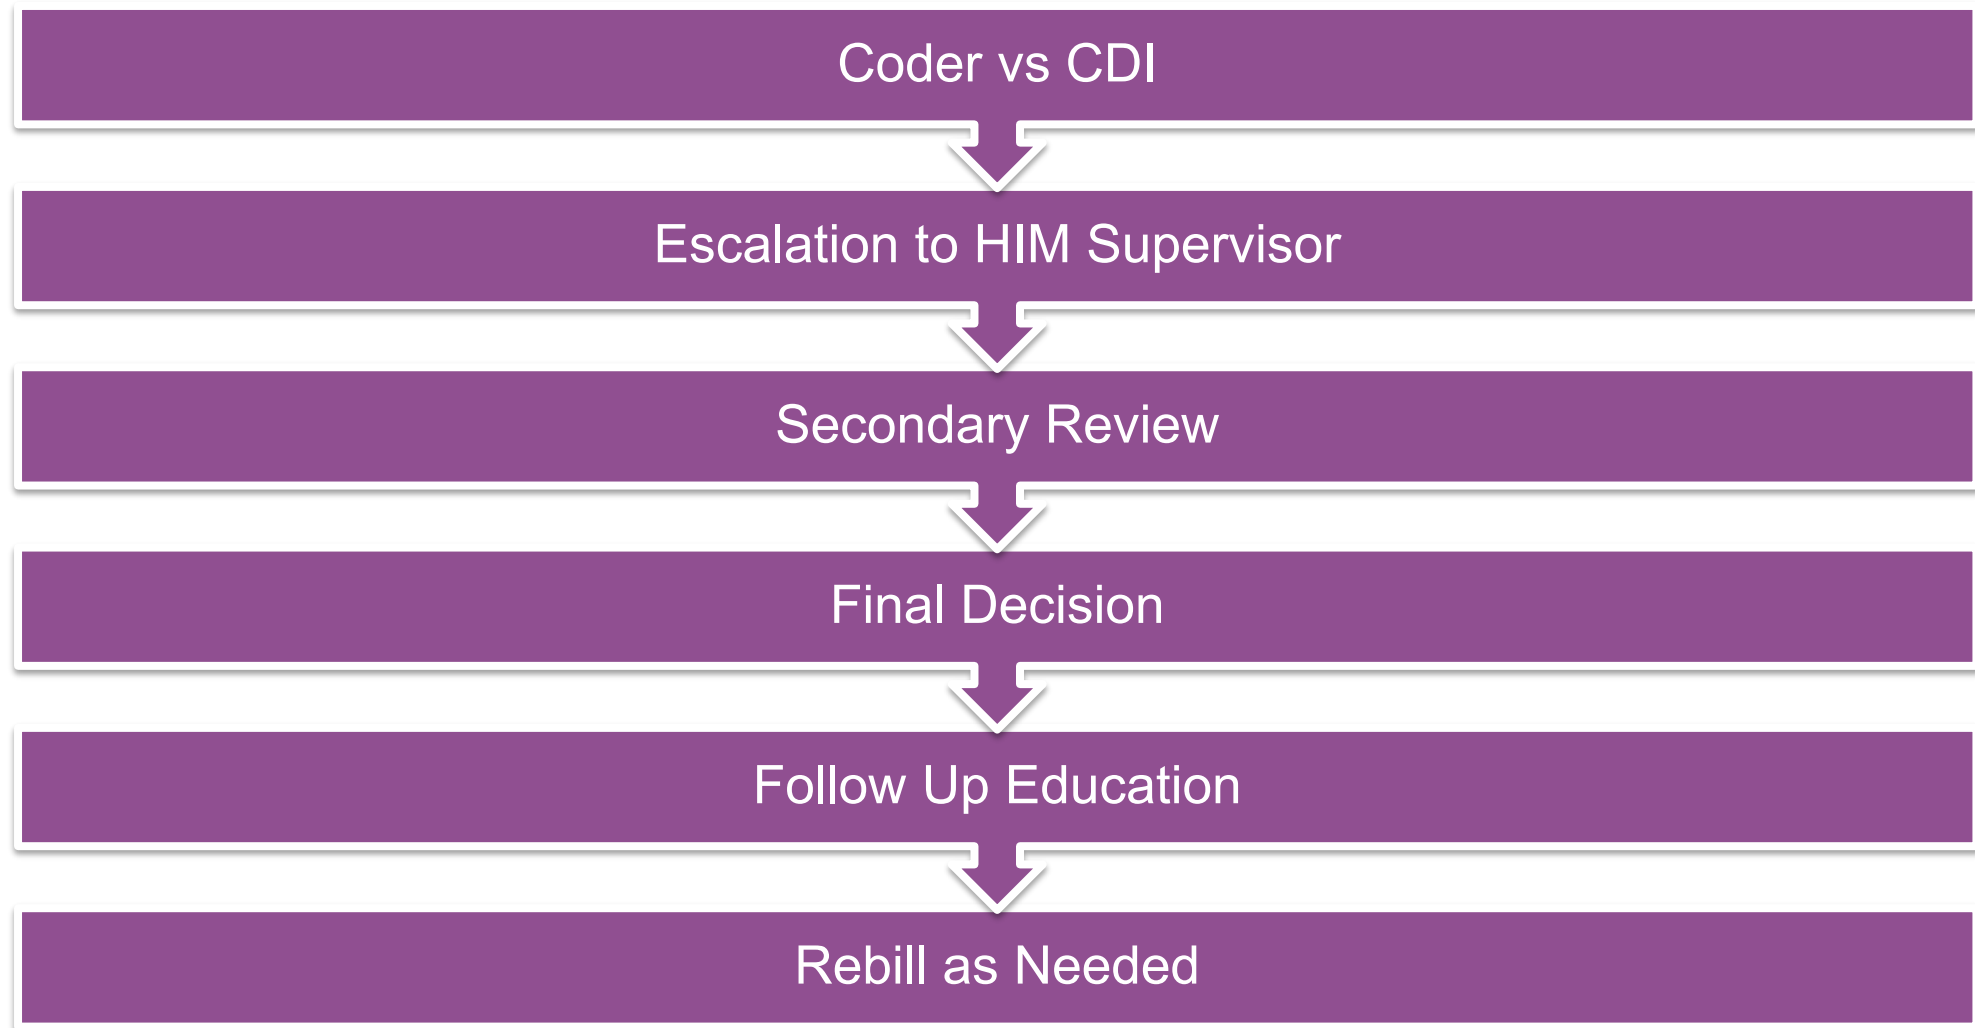 Coder vs CDI
Escalation to HIM Supervisor
Secondary Review
Final Decision
Follow Up Education
Rebill as Needed